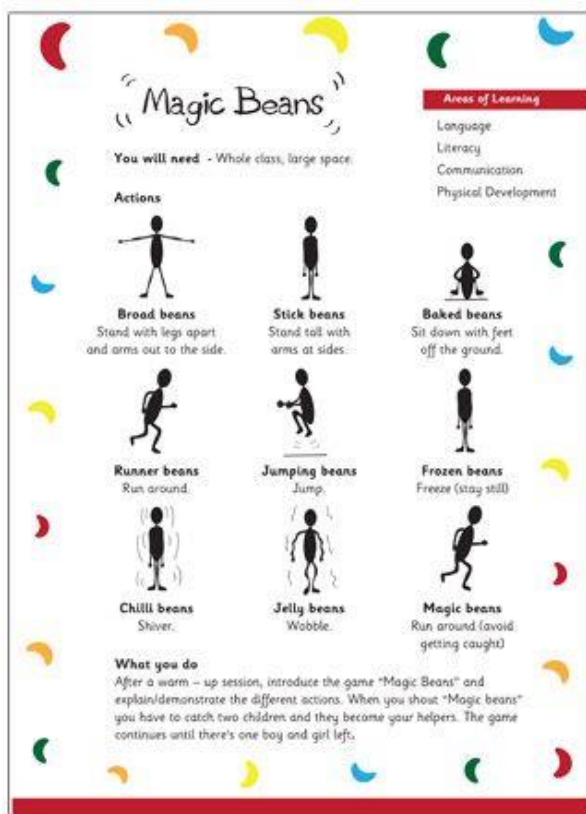 Magic Beans
Areas of Learning
Language
Literacy
Communication
Physical Development
You will need - Whole class, large space.
Actions
Broad beans
Stand with legs apart
and arms out to the side.
Stick beans
Stand tall with
arms at sides.
Baked beans
Sit down with feet
off the ground.
Runner beans
Run around.
Jumping beans
Jump.
Frozen beans
Freeze (stay still)
Chilli beans
Shiver.
Jelly beans
Wobble.
Magic beans
Run around (avoid
getting caught)
What you do
After a warm – up session, introduce the game "Magic Beans" and
explain/demonstrate the different actions. When you shout "Magic beans"
you have to catch two children and they become your helpers. The game
continues until there's one boy and girl left.